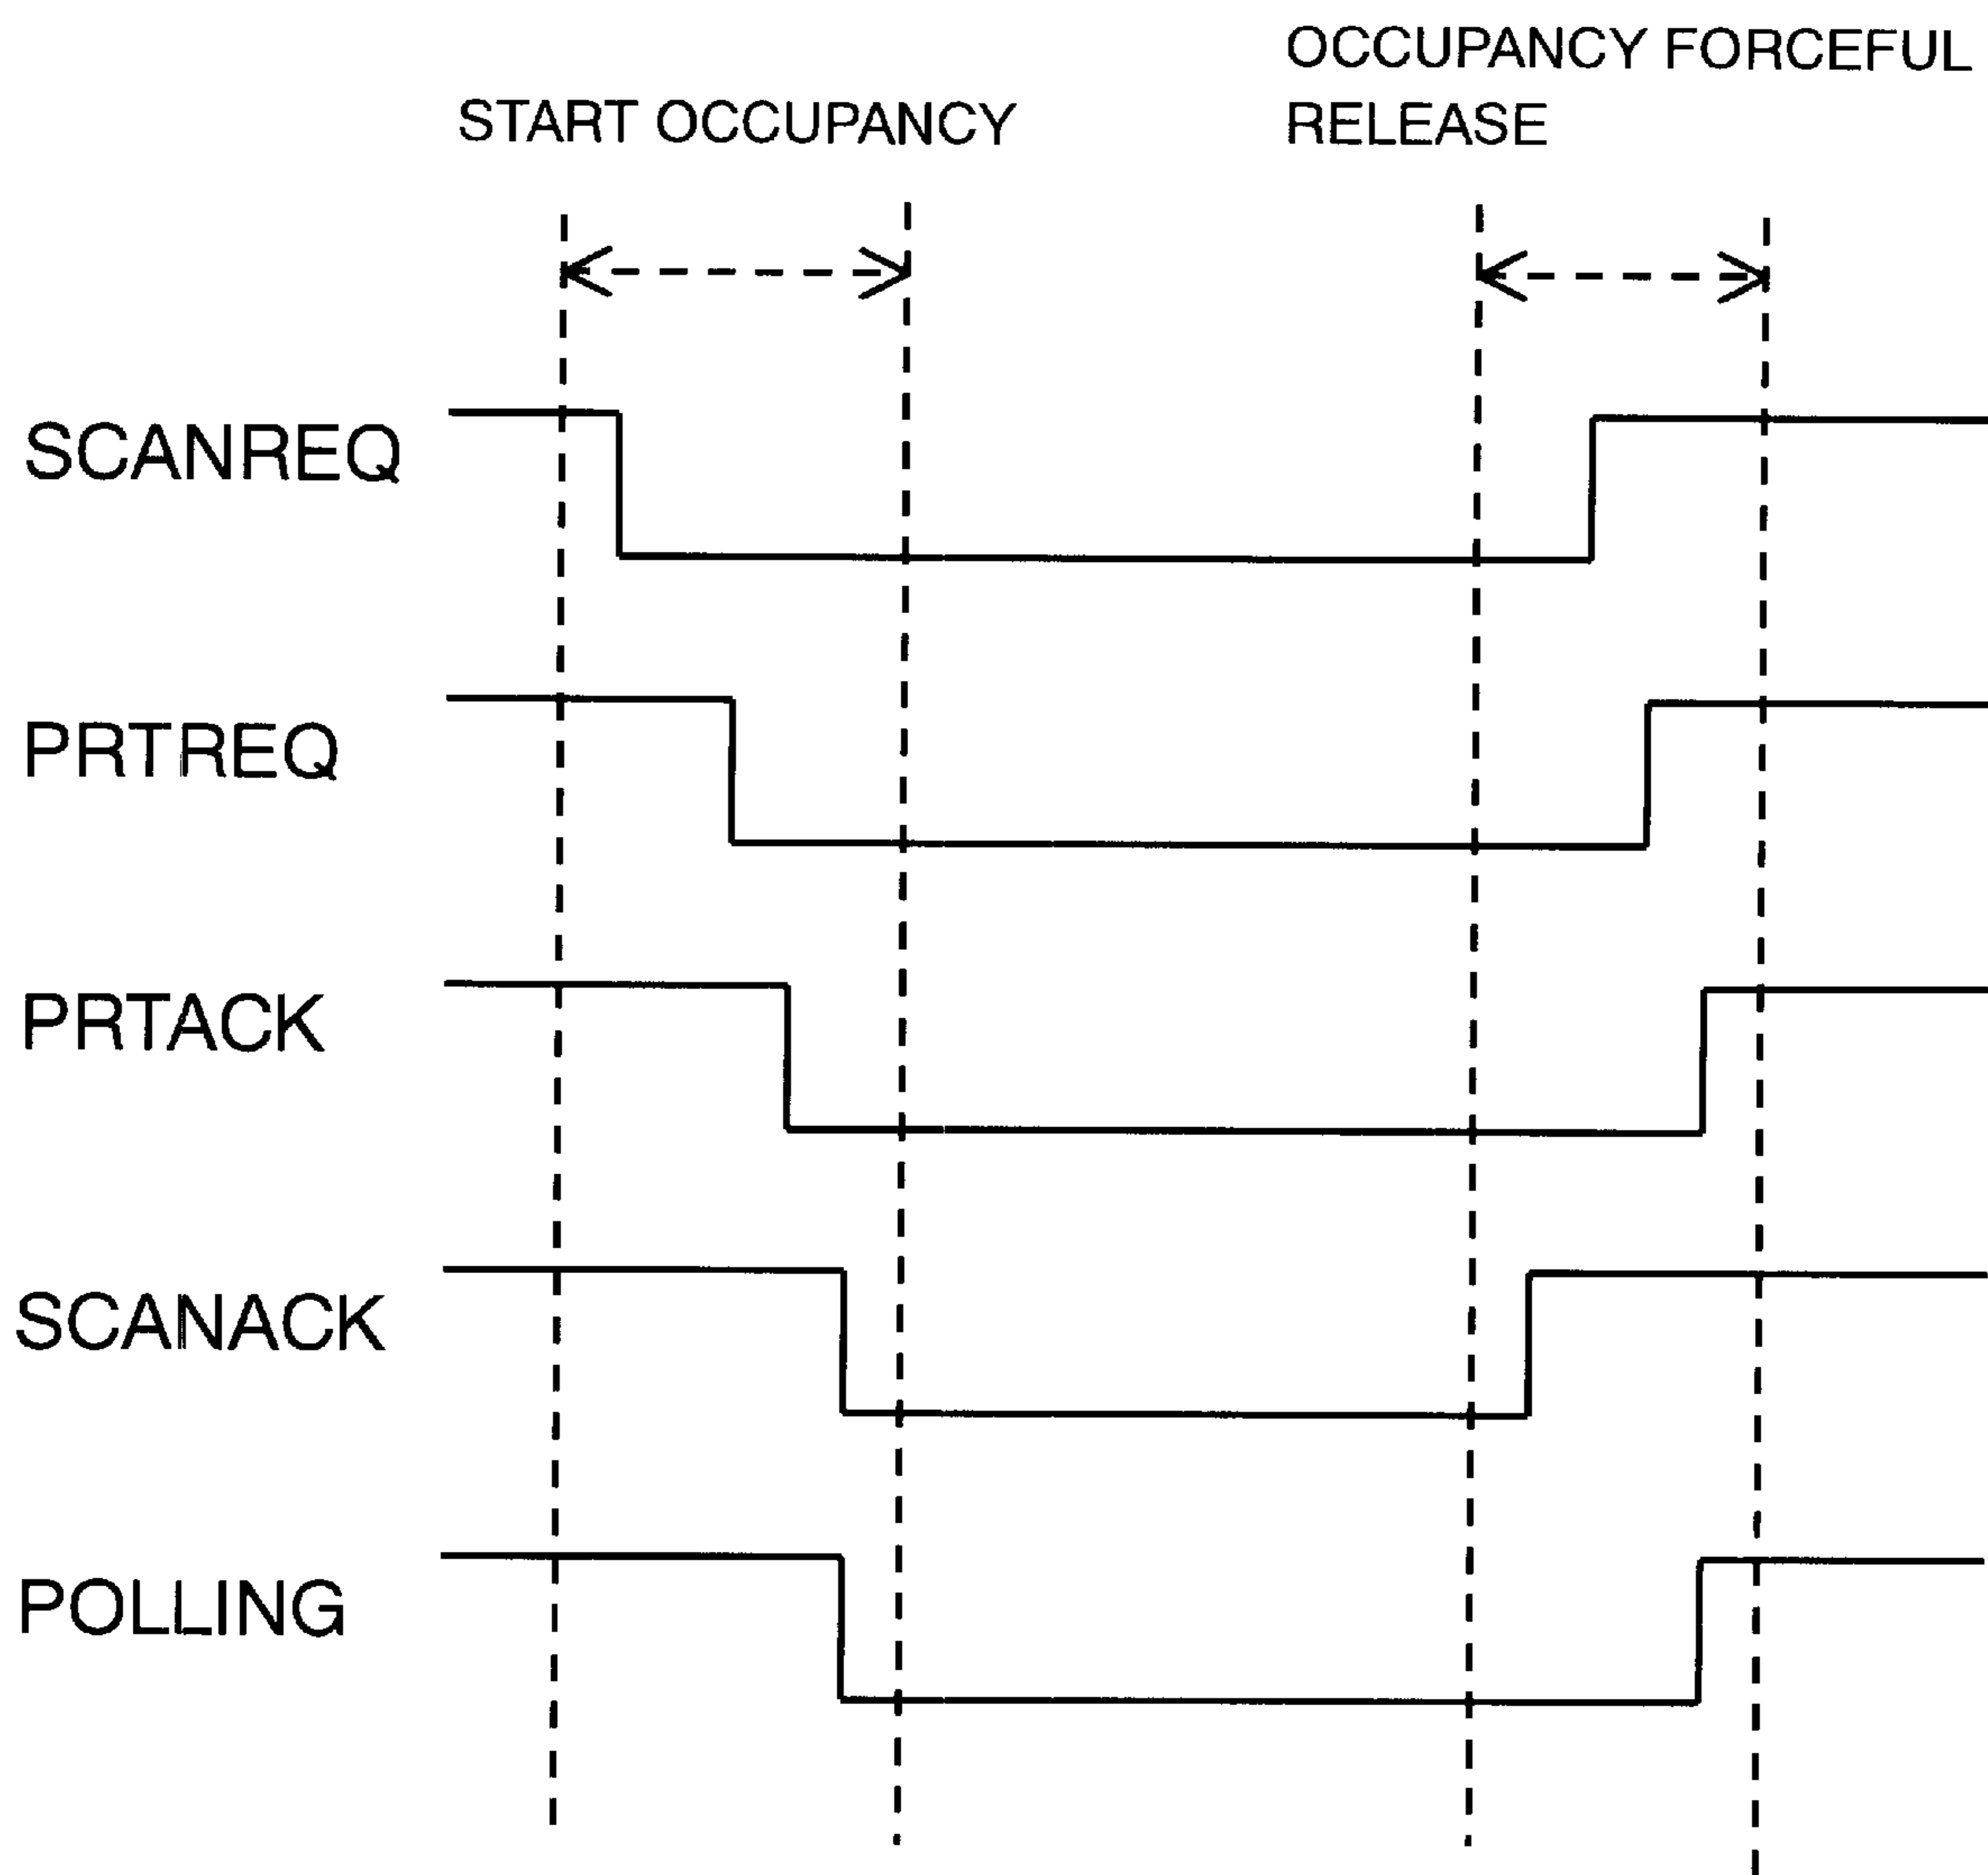 OCCUPANCY FORCEFUL
START OCCUPANCY
RELEASE
SCANREQ
PRTREQ
PRTACK
SCANACK
POLLING